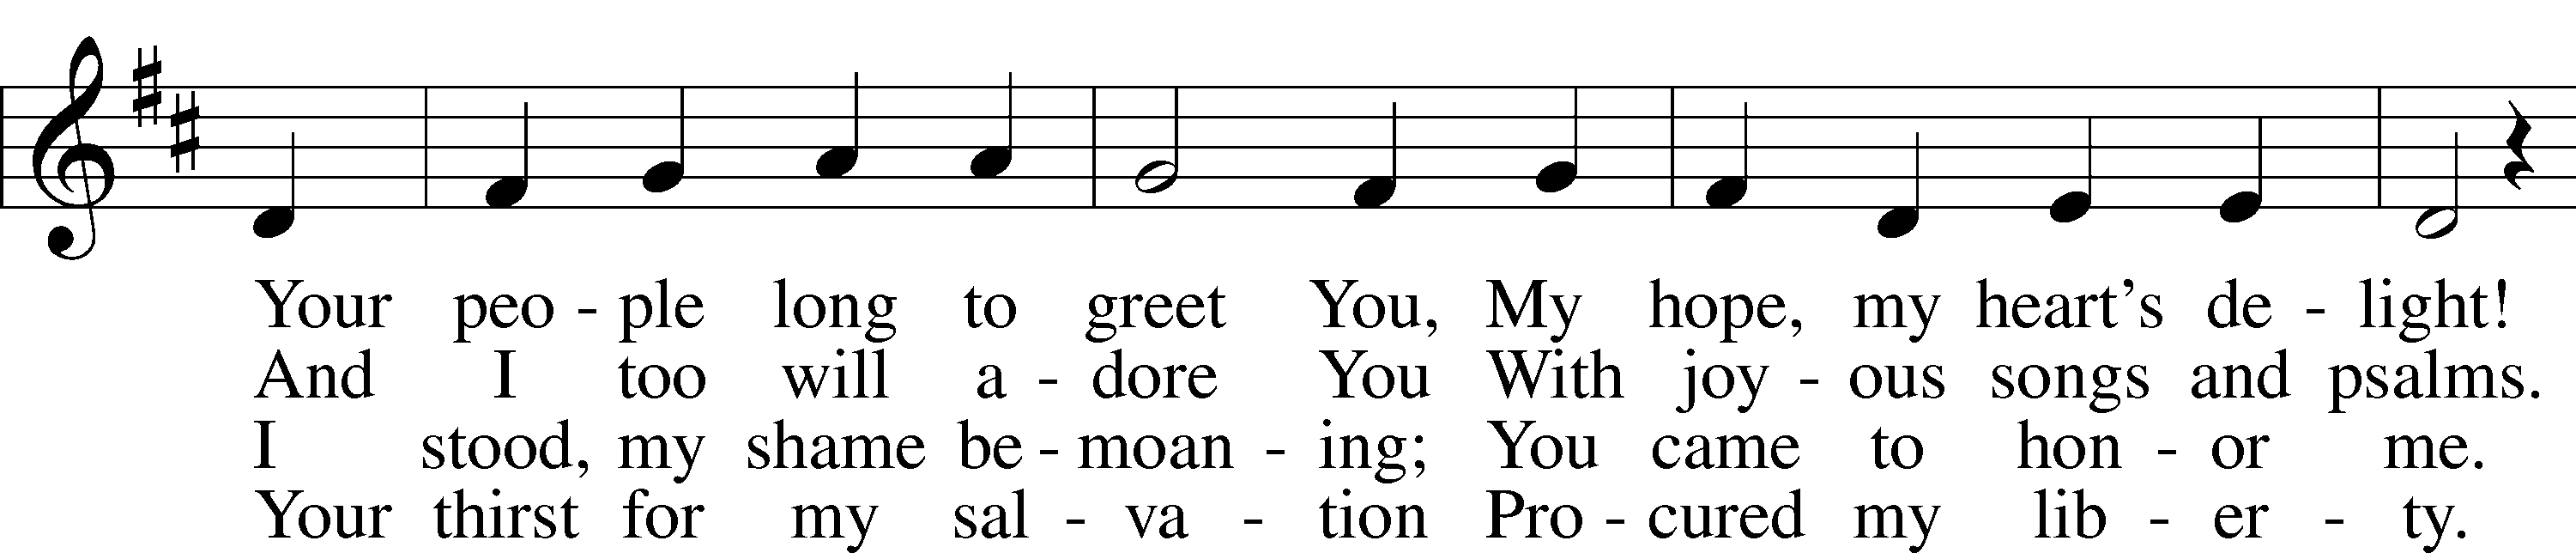 Your peo - ple long to greet You, My hope, my heart's de - light!
And I too will a - dore You With joy - ous songs and psalms.
I stood, my shame be - moan - ing; You came to hon - or me.
Your thirst for my sal - va - tion Pro - cured my lib - er - ty.